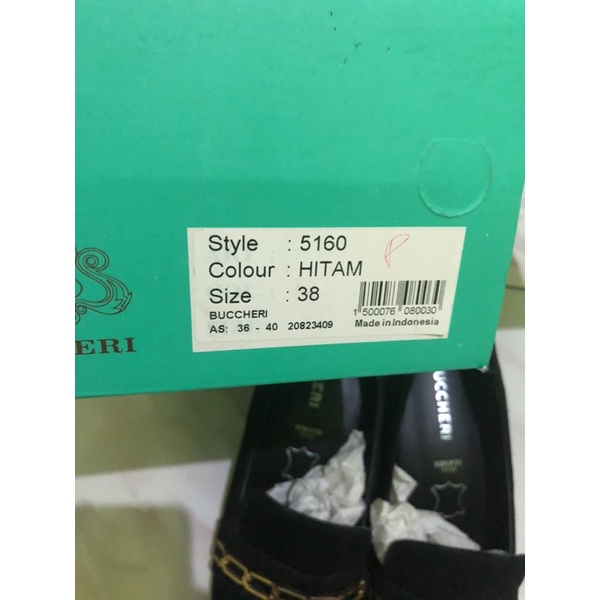 Style : 5160
Colour : HITAM
Size : 38
BUCCHERI
AS: 36 - 40 20823409
1 500076 080030
Made in Indonesia
P
ERI
BUCCHERI
UCCHERI